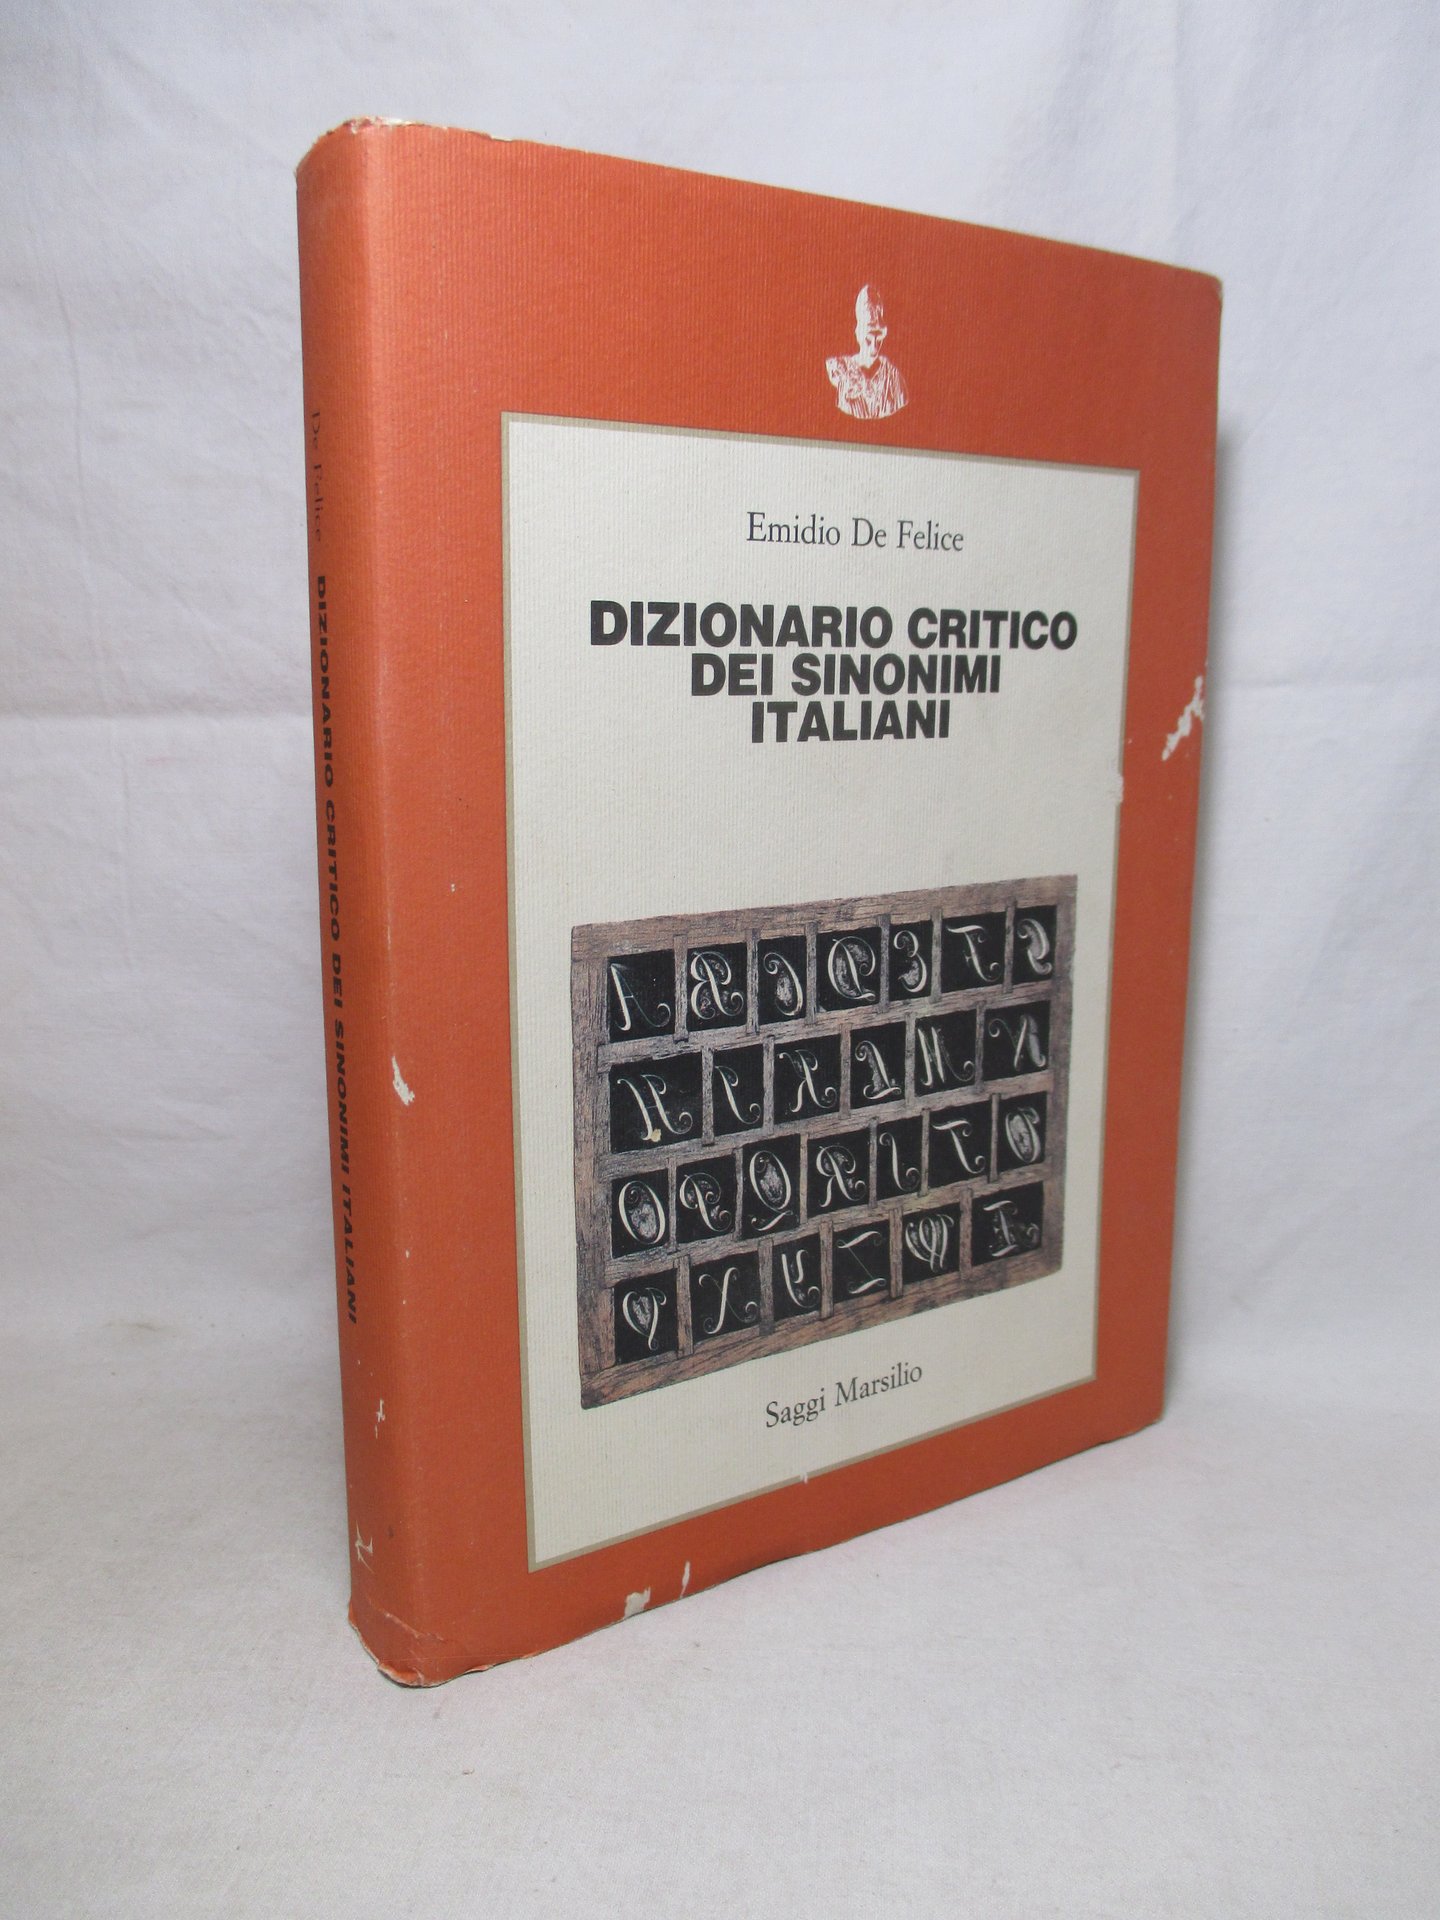 De Felice DIZIONARIO CRITICO DEI SINONIMI ITALIANI
Emidio De Felice
DIZIONARIO CRITICO
DEI SINONIMI
ITALIANI
Saggi Marsilio